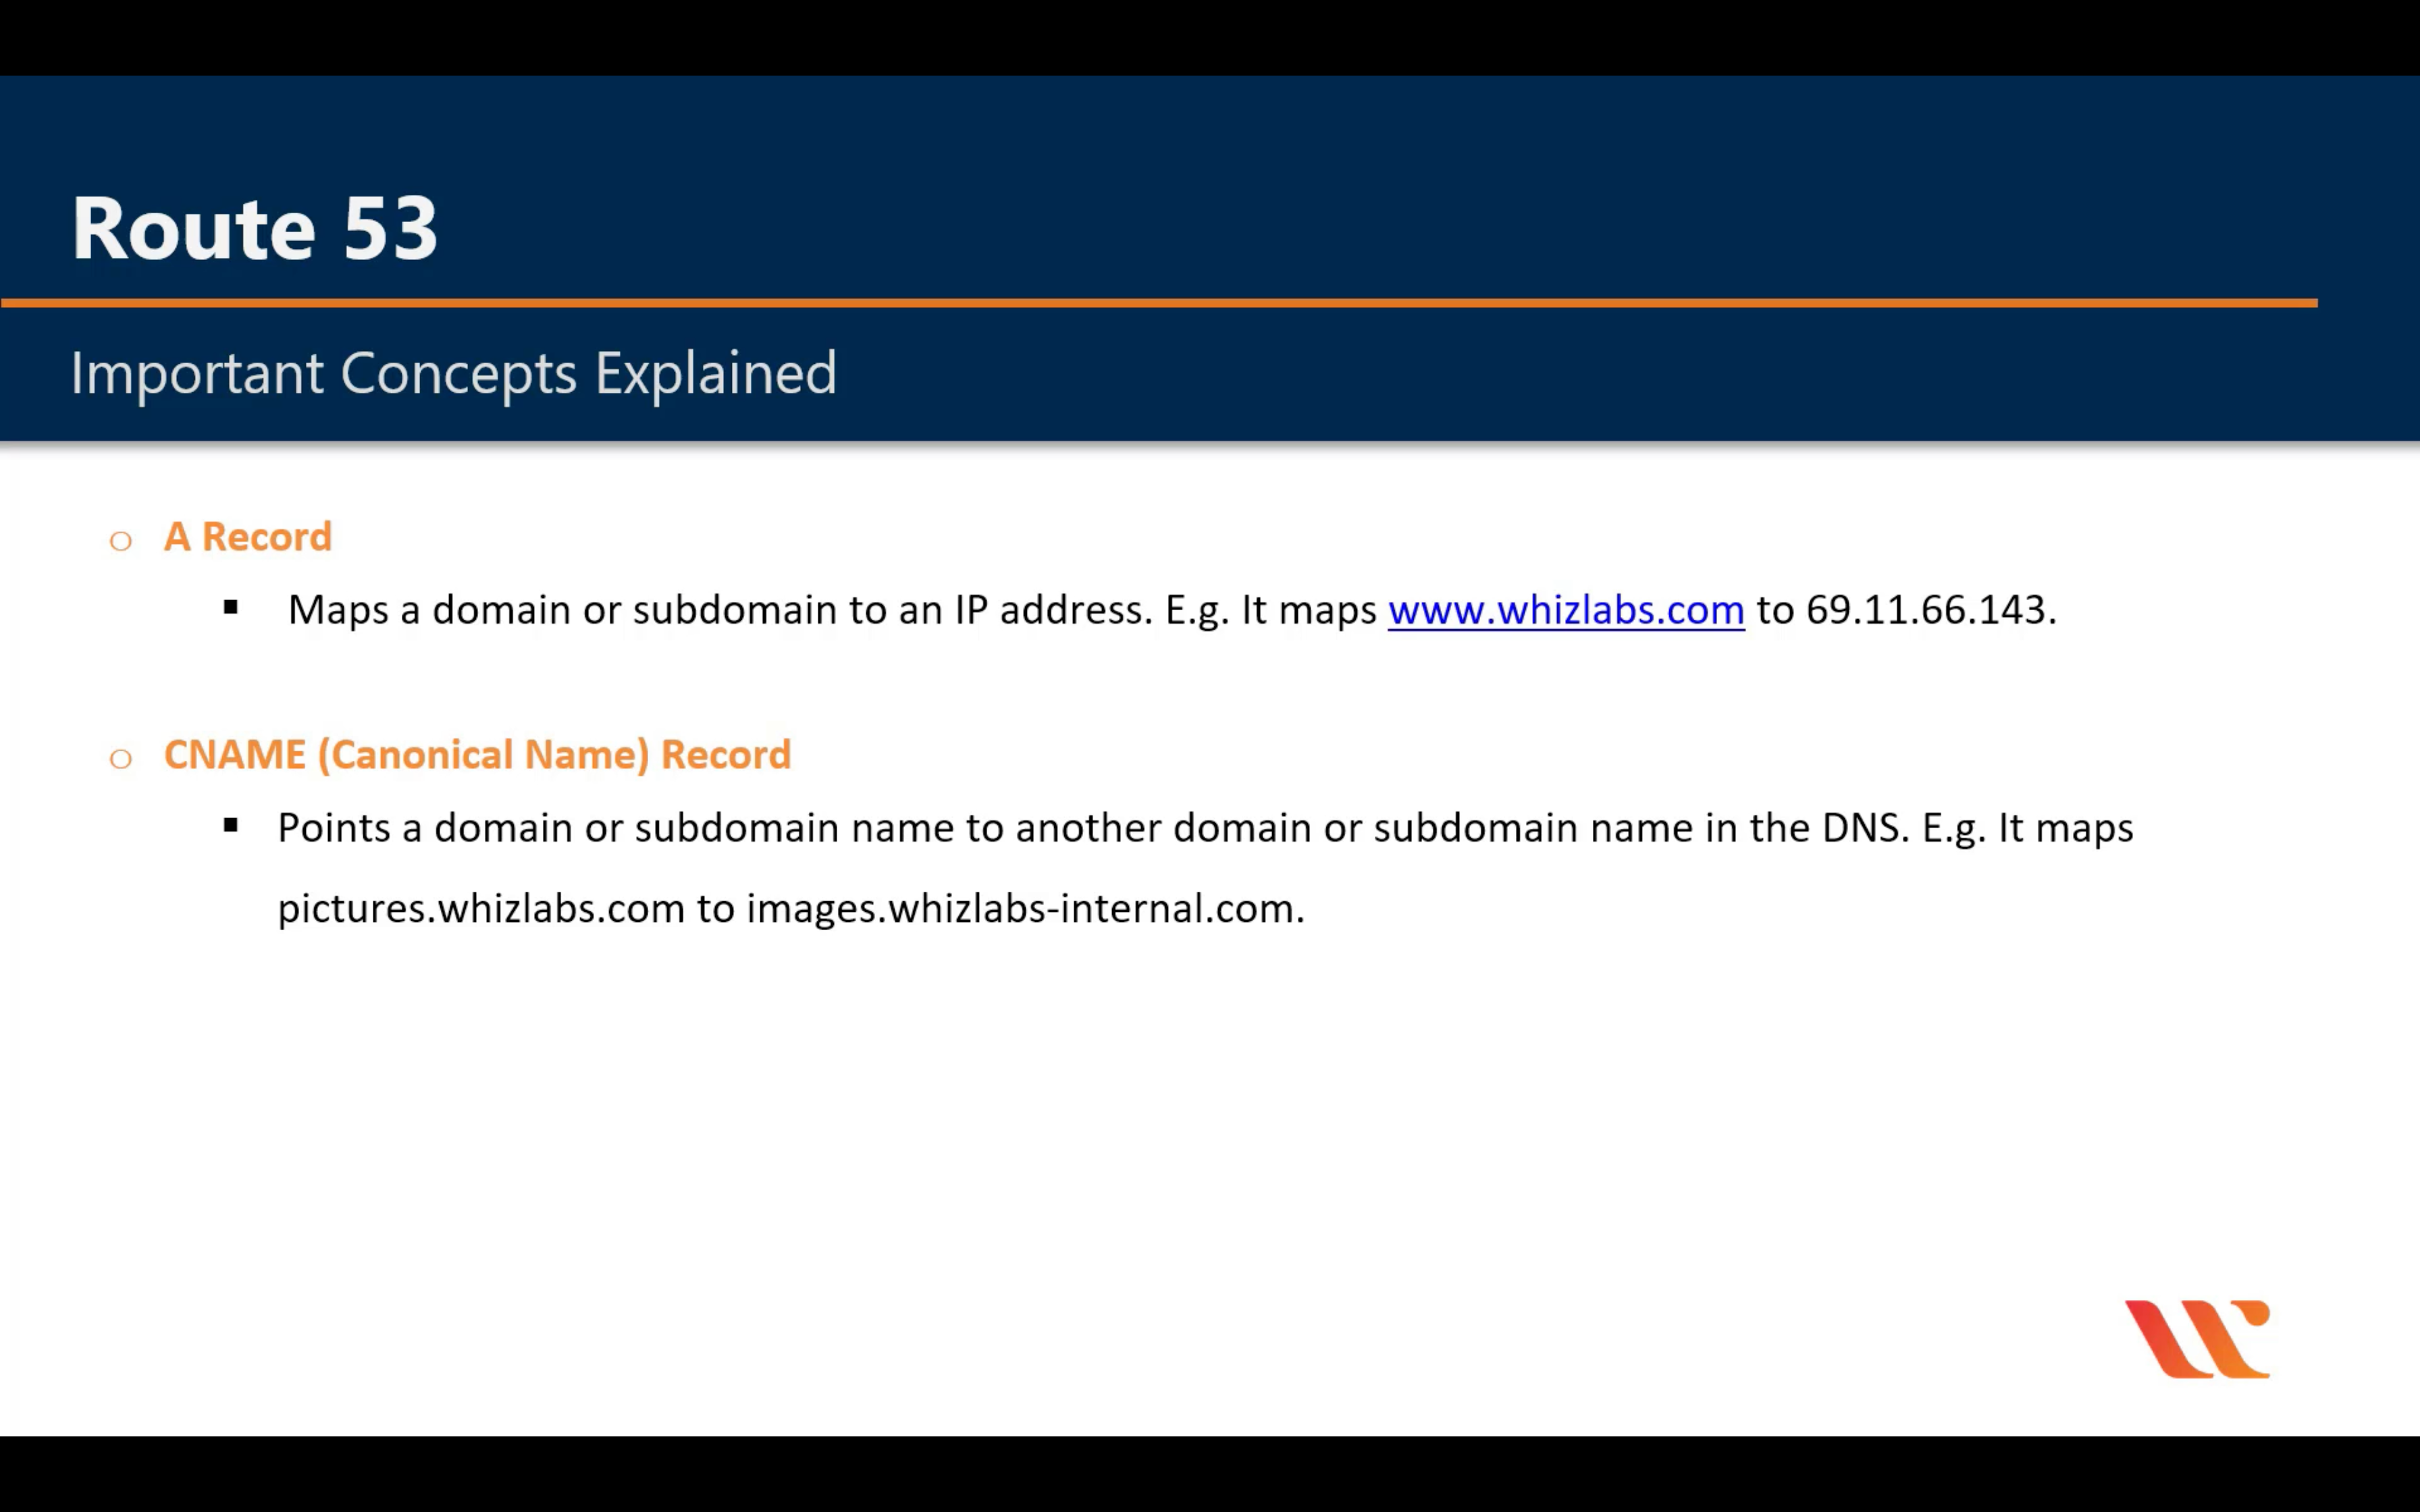 Route 53
Important Concepts Explained
o A Record
▪ Maps a domain or subdomain to an IP address. E.g. It maps www.whizlabs.com to 69.11.66.143.
o CNAME (Canonical Name) Record
▪ Points a domain or subdomain name to another domain or subdomain name in the DNS. E.g. It maps
pictures.whizlabs.com to images.whizlabs-internal.com.